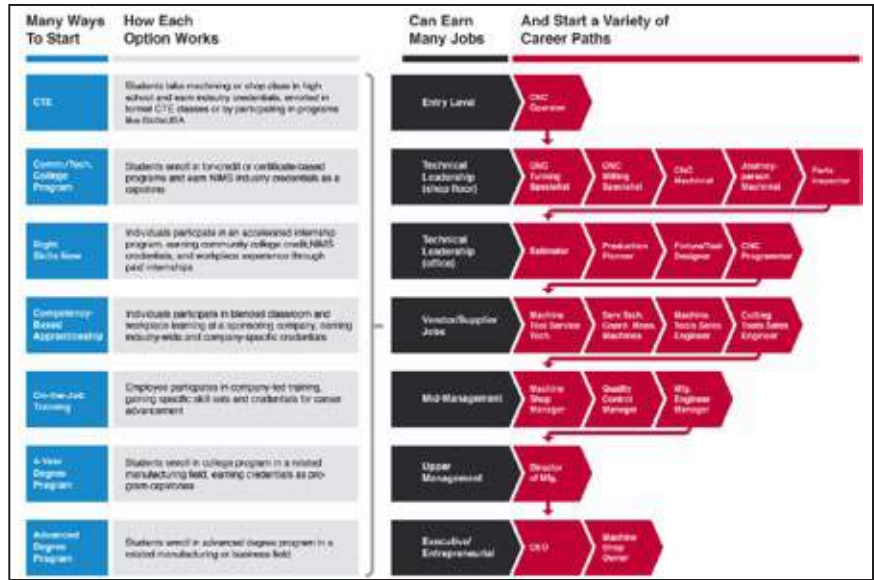 Many Ways
To Start
How Each
Option Works
Can Earn
Many Jobs
And Start a Variety of
Career Paths
CTE
Students take machining or shop class in high
school and earn industry credentials, enrolled in
formal CTE classes or by participating in programs
like
Entry Level
CNC
Operator
Comm./Tech.
College
Program
Students enroll in for-credit or certificate-based
programs and earn NIMS industry credentials as a
capstone
Technical
Leadership
(shop floor)
CNC
Turning
Specialist
CNC
Milling
Specialist
CNC
Machinist
Journey-
person
Machinist
Parts
Inspector
Right
Skills Now
Individuals participate in an accelerated internship
program, earning community college credit,NIMS
credentials, and workplace experience through
paid internships
Technical
Leadership
(office)
Estimator
Production
Planner
Fixture/Tool
Designer
CNC
Programmer
Competency-
Based
Apprenticeship
Individuals participate in blended classroom and
workplace learning at a sponsoring company, earning
industry-wide and company-specific credentials
Vendor/Supplier
Jobs
Machine
Tool Service
Tech.
Serv. Tech.
Coord. Meas.
Machines
Machine
Tools Sales
Engineer
Cutting
Tools Sales
Engineer
On-the-Job
Training
Employee participates in company-led training,
gaining specific skill sets and credentials for career
advancement
Mid-Management
Machine
Shop
Manager
Quality
Control
Manager
Mfg.
Engineer
Manager
4-Year
Degree
Program
Students enroll in college program in a related
manufacturing field, earning credentials as pro-
gram-capstones
Upper
Management
Director
of Mfg.
Advanced
Degree
Program
Students enroll in advanced degree program in a
related manufacturing or business field
Executive/
Entrepreneurial
CEO
Machine
Shop
Owner